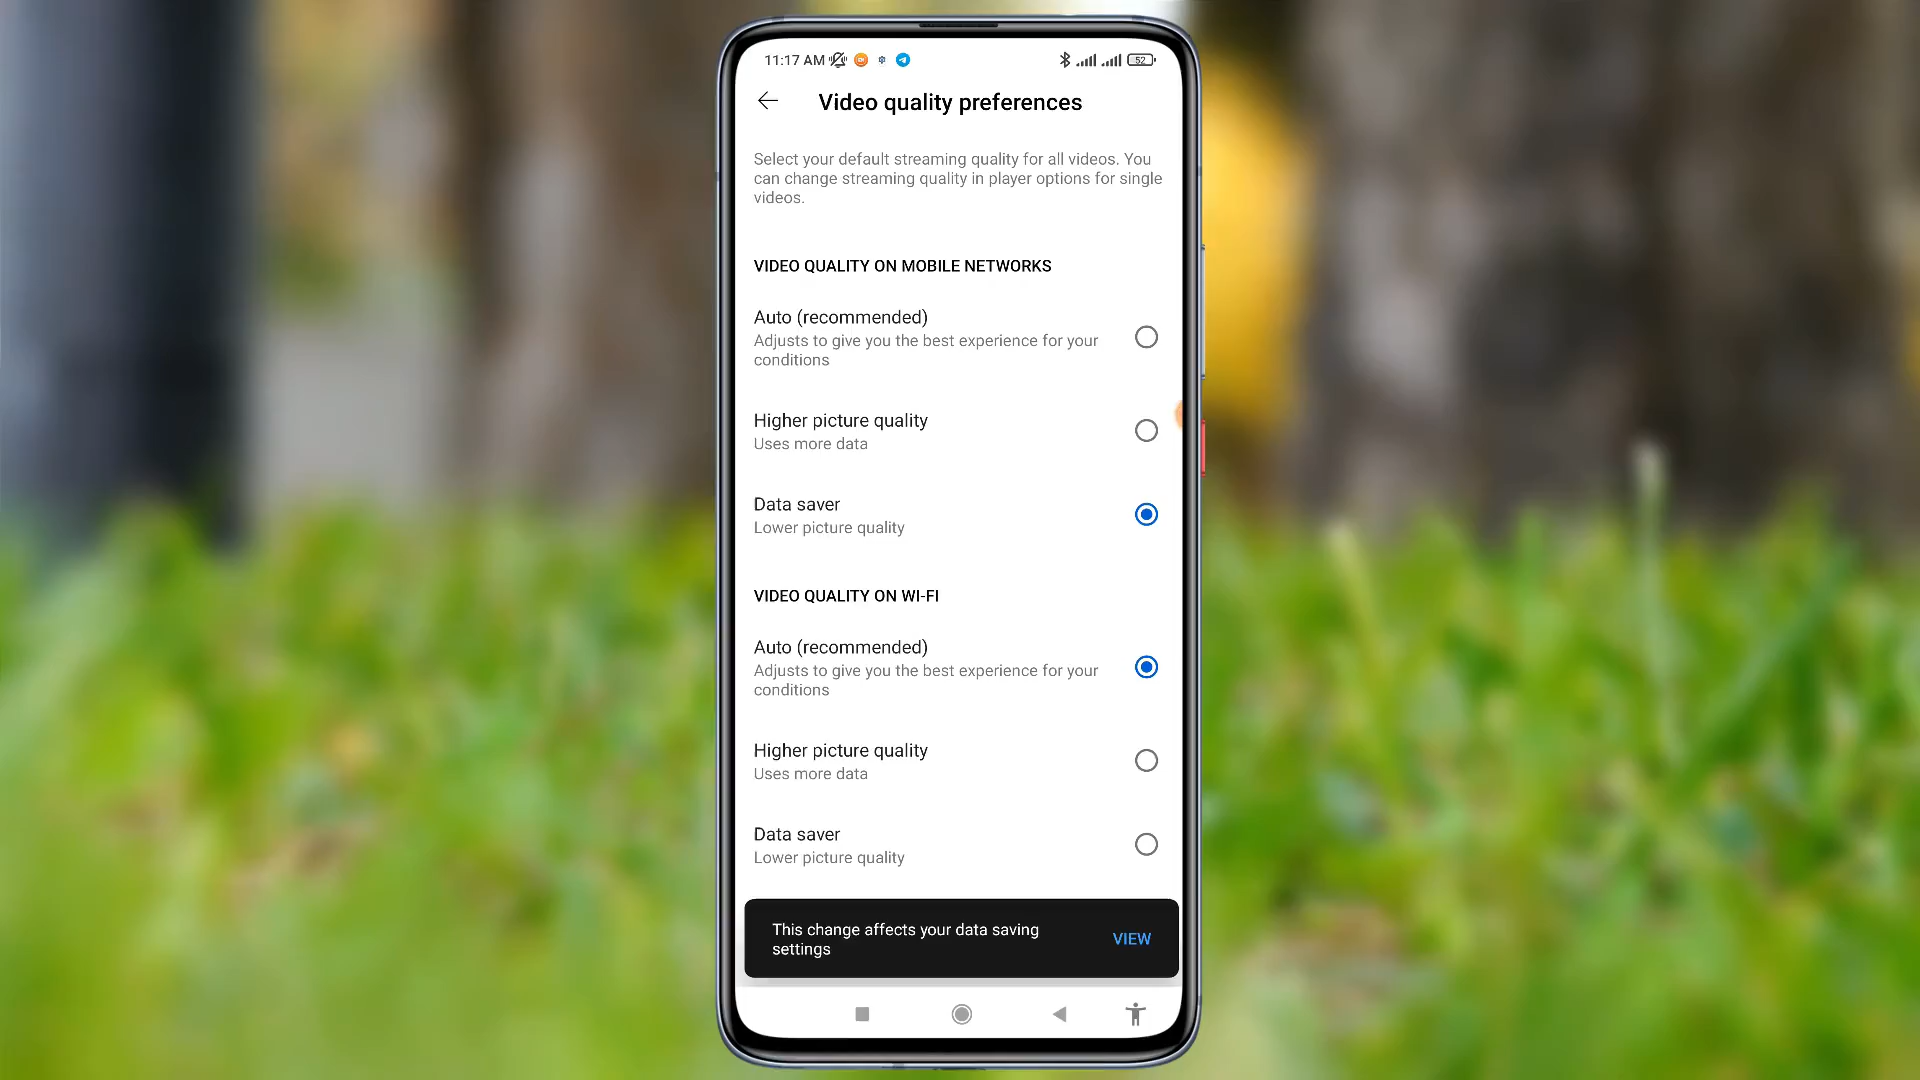 11:17 AM
52
Video quality preferences
Select your default streaming quality for all videos. You
can change streaming quality in player options for single
videos.
VIDEO QUALITY ON MOBILE NETWORKS
Auto (recommended)
Adjusts to give you the best experience for your
conditions
Higher picture quality
Uses more data
Data saver
Lower picture quality
VIDEO QUALITY ON WI-FI
Auto (recommended)
Adjusts to give you the best experience for your
conditions
Higher picture quality
Uses more data
Data saver
Lower picture quality
This change affects your data saving
settings
VIEW